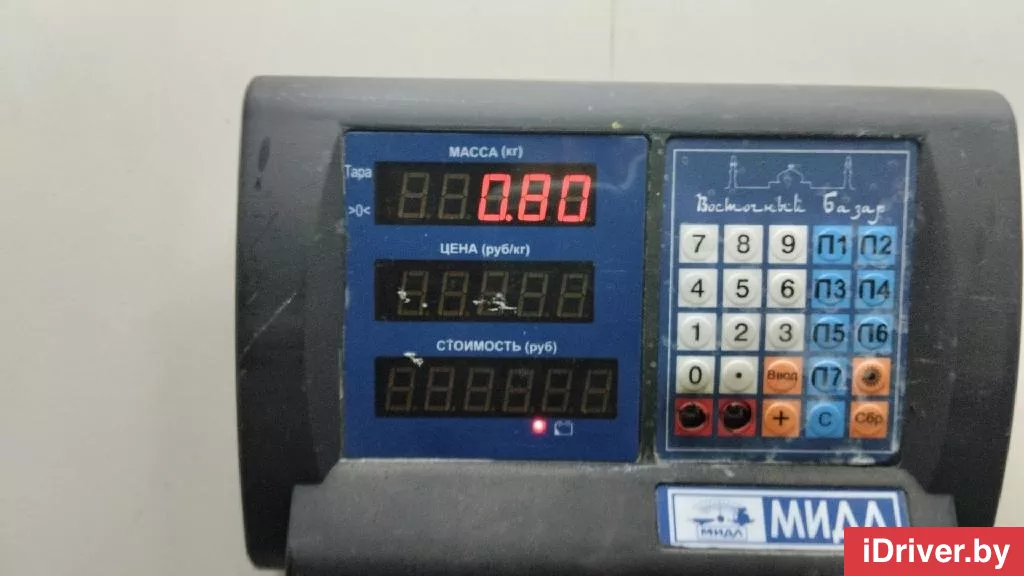 МАССА (кг)
Тара
>0<
0.80
ЦЕНА (руб/кг)
СТОИМОСТЬ (руб)
Восточный Базар
7 8 9 П1 П2
4 5 6 П3 П4
1 2 3 П5 П6
0 . Ввод П7
+ С Сбр
МИДЛ МИДЛ
iDriver.by